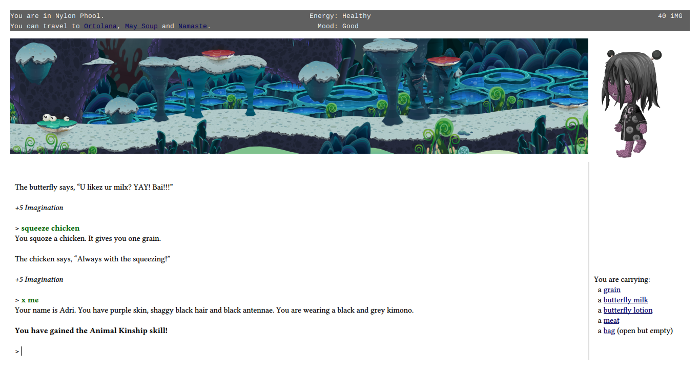 You are in Nylon Phool.
Energy: Healthy
40 iMG
You can travel to Ortolana, May Soup and Namaste.
Mood: Good
The butterfly says, "U likez ur milx? YAY! Bai!!!"
+5 Imagination
> squeeze chicken
You squoze a chicken. It gives you one grain.
The chicken says, "Always with the squeezing!"
+5 Imagination
> x me
Your name is Adri. You have purple skin, shaggy black hair and black antennae. You are wearing a black and grey kimono.
You have gained the Animal Kinship skill!
>
You are carrying:
a grain
a butterfly milk
a butterfly lotion
a meat
a bag (open but empty)